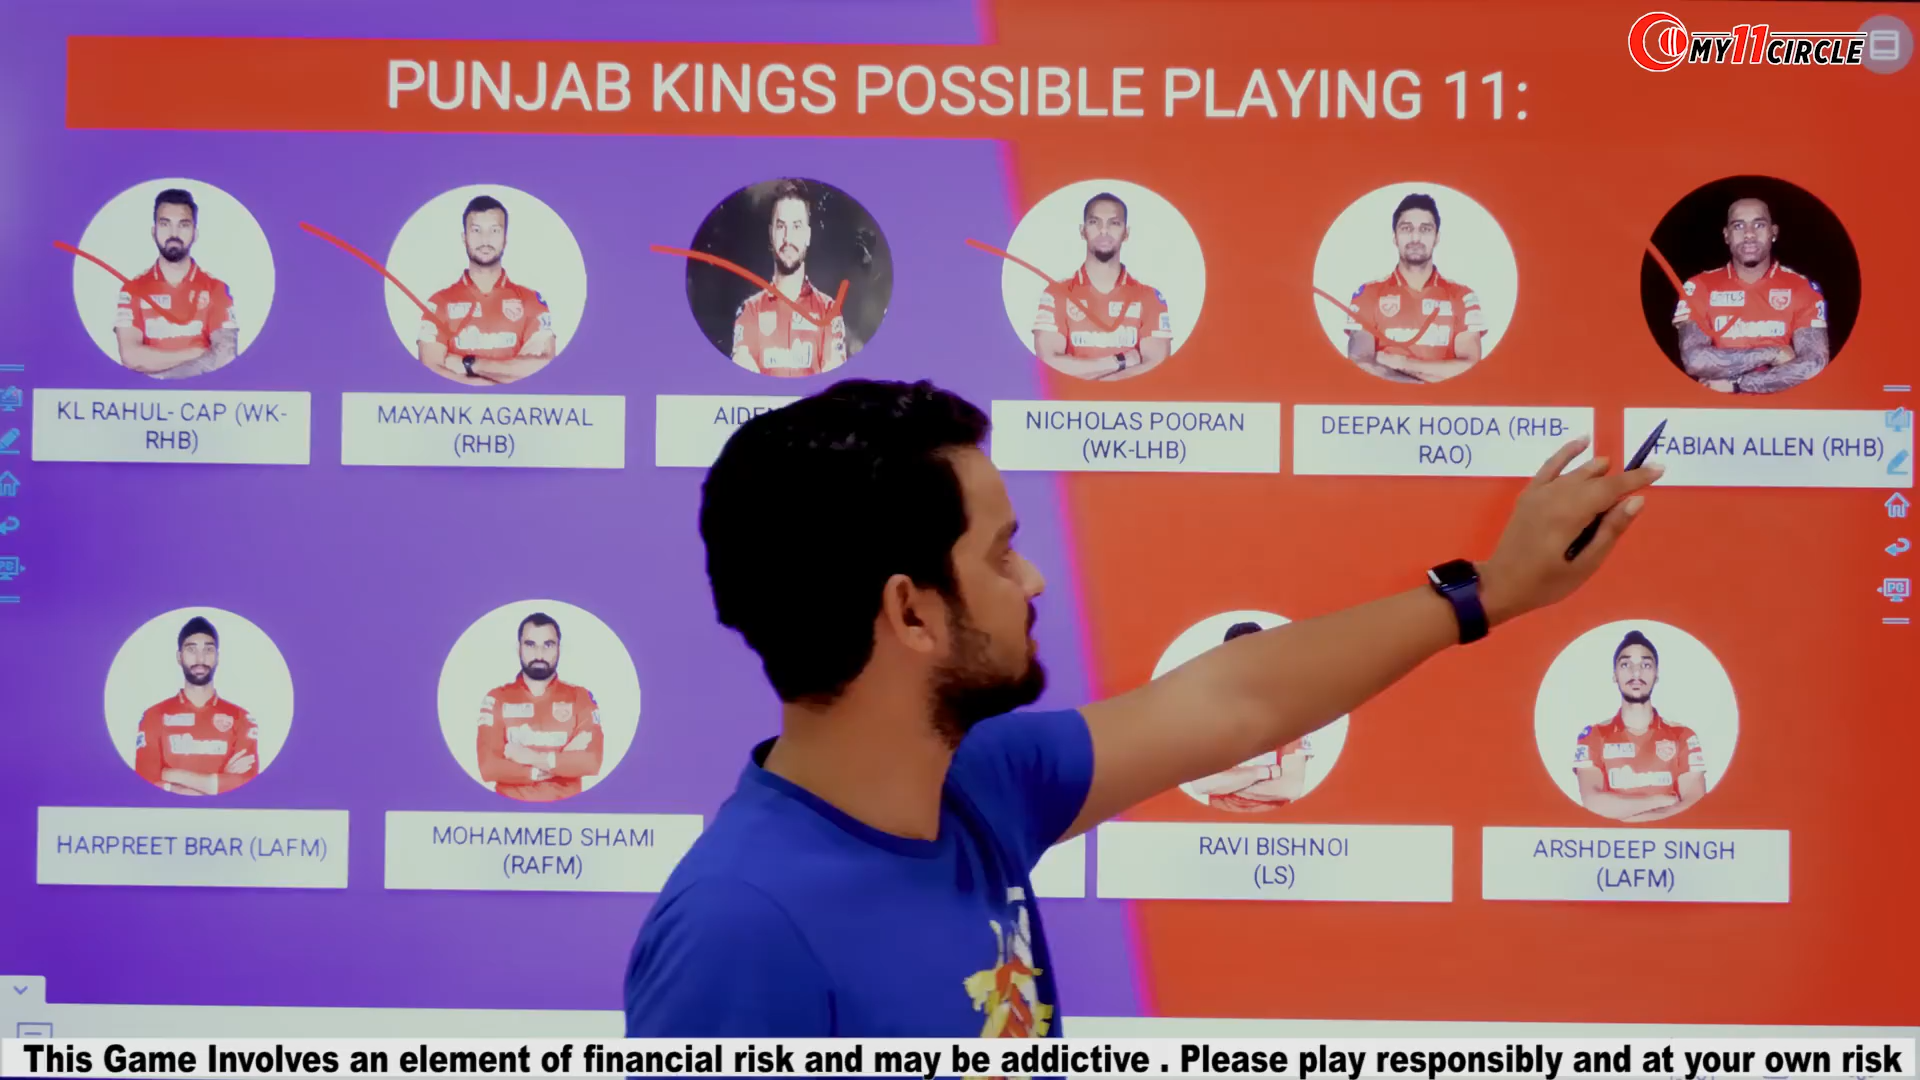 MY11CIRCLE
PUNJAB KINGS POSSIBLE PLAYING 11:
KL RAHUL- CAP (WK-
RHB)
MAYANK AGARWAL
(RHB)
NICHOLAS POORAN
(WK-LHB)
DEEPAK HOODA (RHB-
RAO)
FABIAN ALLEN (RHB)
HARPREET BRAR (LAFM)
MOHAMMED SHAMI
(RAFM)
RAVI BISHNOI
(LS)
ARSHDEEP SINGH
(LAFM)
This Game Involves an element of financial risk and may be addictive . Please play responsibly and at your own risk